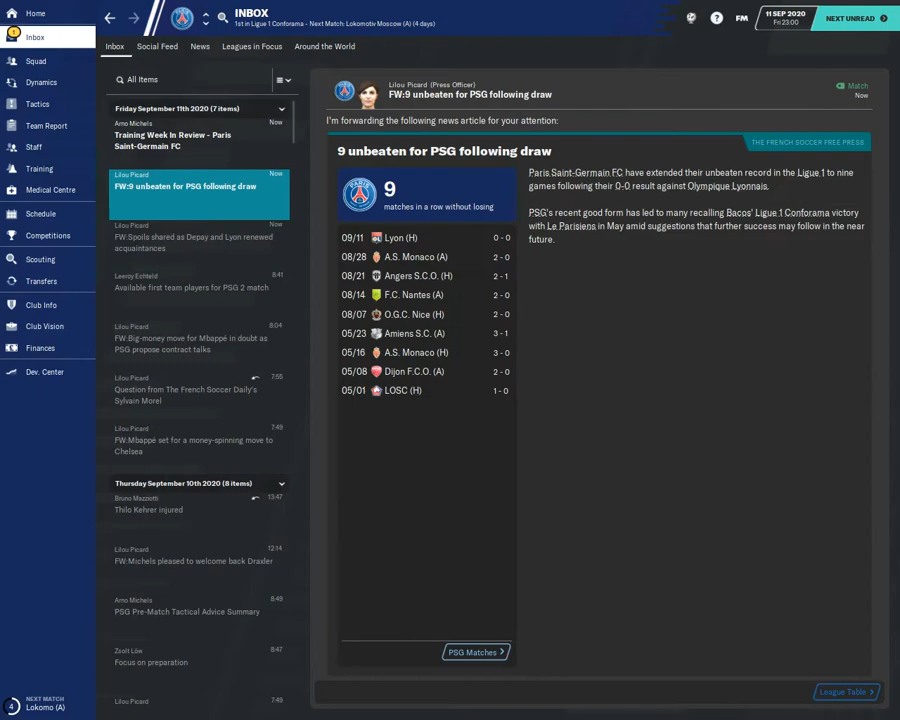 Home
Inbox
Squad
Dynamics
Tactics
Team Report
Staff
Training
Medical Centre
Schedule
Competitions
Scouting
Transfers
Club Info
Club Vision
Finances
Dev. Center
4
NEXT MATCH
Lokomo (A)
INBOX
1st in Ligue 1 Conforama - Next Match: Lokomotiv Moscow (A) (4 days)
?
FM
11 SEP 2020
Fri 23:00
NEXT UNREAD
Inbox
Social Feed
News
Leagues in Focus
Around the World
All Items
Friday September 11th 2020 (7 items)
Arno Michels
Now
Training Week In Review - Paris
Saint-Germain FC
Lilou Picard
Now
FW:9 unbeaten for PSG following draw
Lilou Picard
Now
FW:Spoils shared as Depay and Lyon renewed
acquaintances
Leeroy Echteld
8:41
Available first team players for PSG 2 match
Lilou Picard
8:04
FW:Big-money move for Mbappé in doubt as
PSG propose contract talks
Lilou Picard
7:55
Question from The French Soccer Daily's
Sylvain Morel
Lilou Picard
7:49
FW:Mbappé set for a money-spinning move to
Chelsea
Thursday September 10th 2020 (8 items)
Bruno Mazziotti
13:47
Thilo Kehrer injured
Lilou Picard
12:14
FW:Michels pleased to welcome back Draxler
Arno Michels
8:49
PSG Pre-Match Tactical Advice Summary
Zsolt Löw
8:47
Focus on preparation
Lilou Picard
7:49
Lilou Picard (Press Officer)
FW:9 unbeaten for PSG following draw
Match
Now
I'm forwarding the following news article for your attention:
THE FRENCH SOCCER FREE PRESS
9 unbeaten for PSG following draw
9
matches in a row without losing
09/11 Lyon (H) 0 - 0
08/28 A.S. Monaco (A) 2 - 0
08/21 Angers S.C.O. (H) 2 - 1
08/14 F.C. Nantes (A) 2 - 0
08/07 O.G.C. Nice (H) 2 - 0
05/23 Amiens S.C. (A) 3 - 1
05/16 A.S. Monaco (H) 3 - 0
05/08 Dijon F.C.O. (A) 2 - 0
05/01 LOSC (H) 1 - 0
PSG Matches
Paris Saint-Germain FC have extended their unbeaten record in the Ligue 1 to nine
games following their 0-0 result against Olympique Lyonnais.
PSG's recent good form has led to many recalling Bacos' Ligue 1 Conforama victory
with Le Parisiens in May amid suggestions that further success may follow in the near
future.
League Table